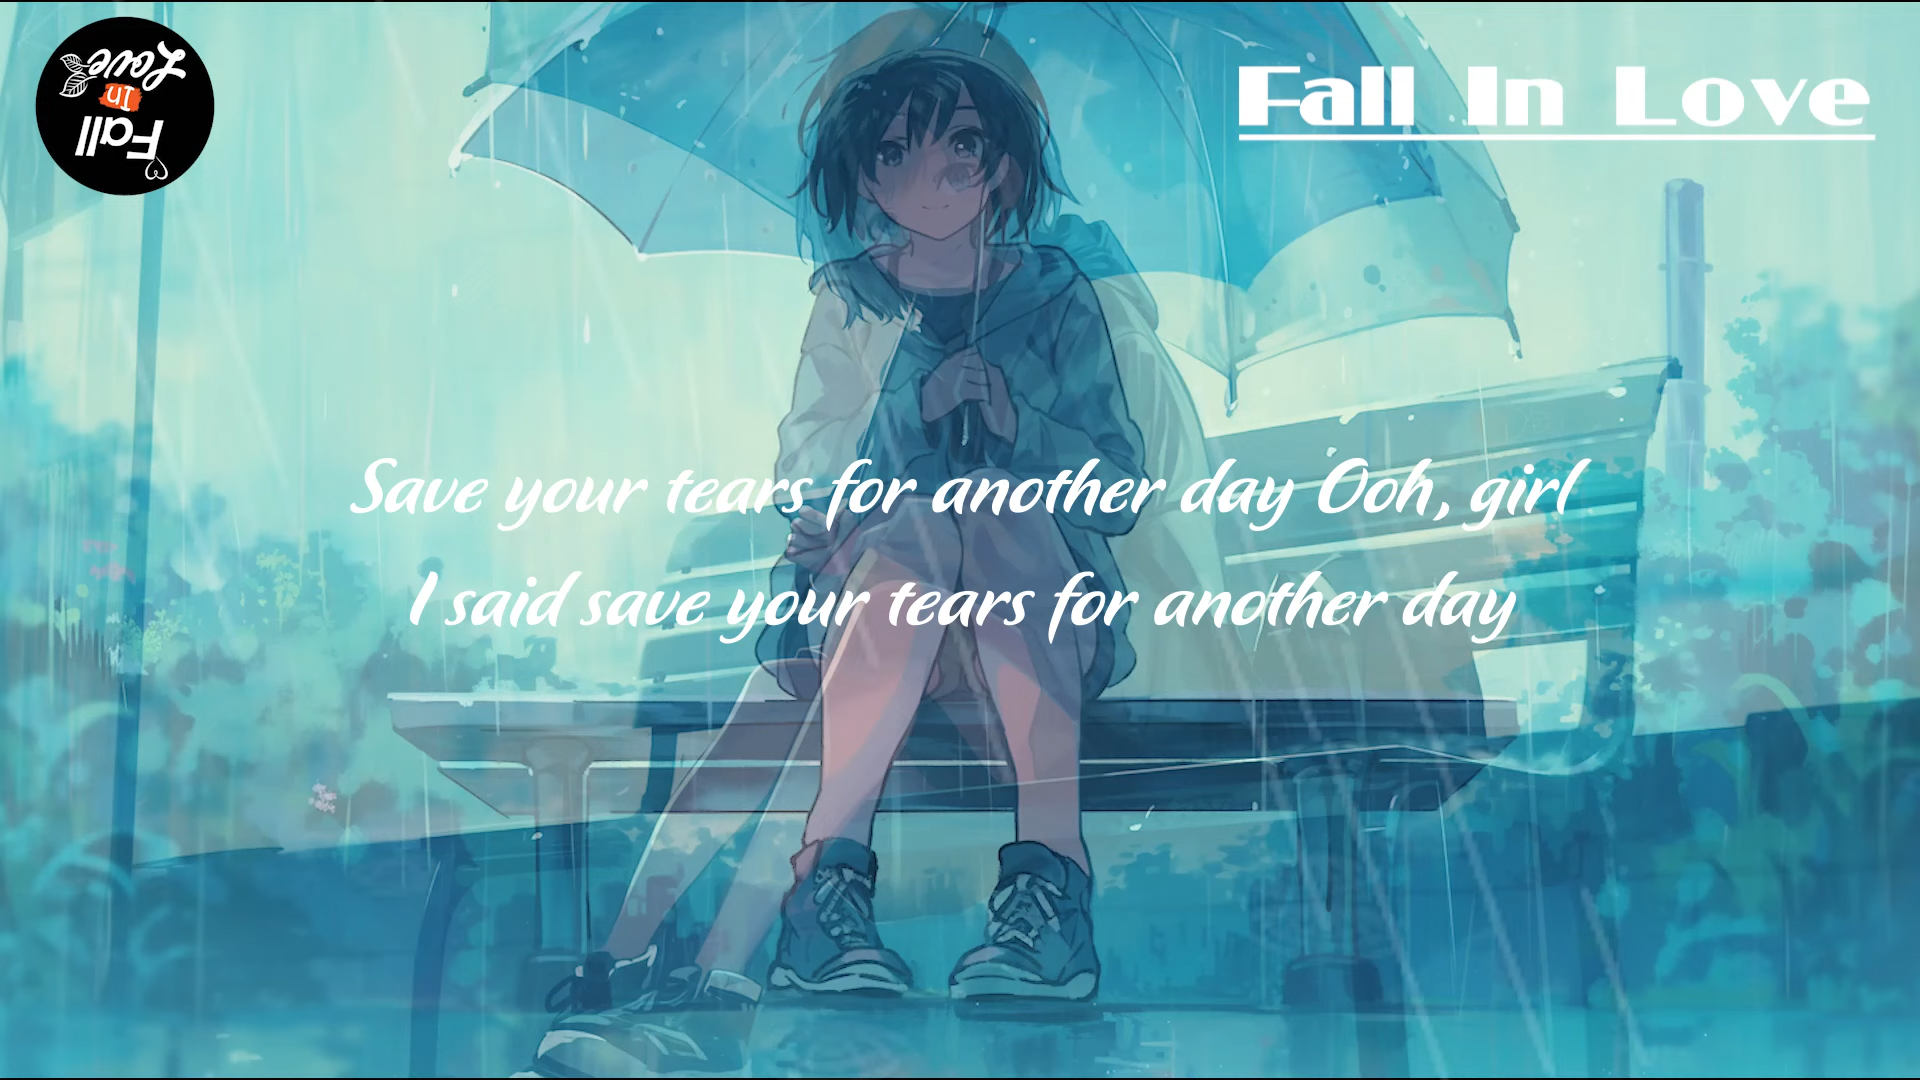 Fall
In
Love
Fall In Love
Save your tears for another day Ooh, girl
I said save your tears for another day